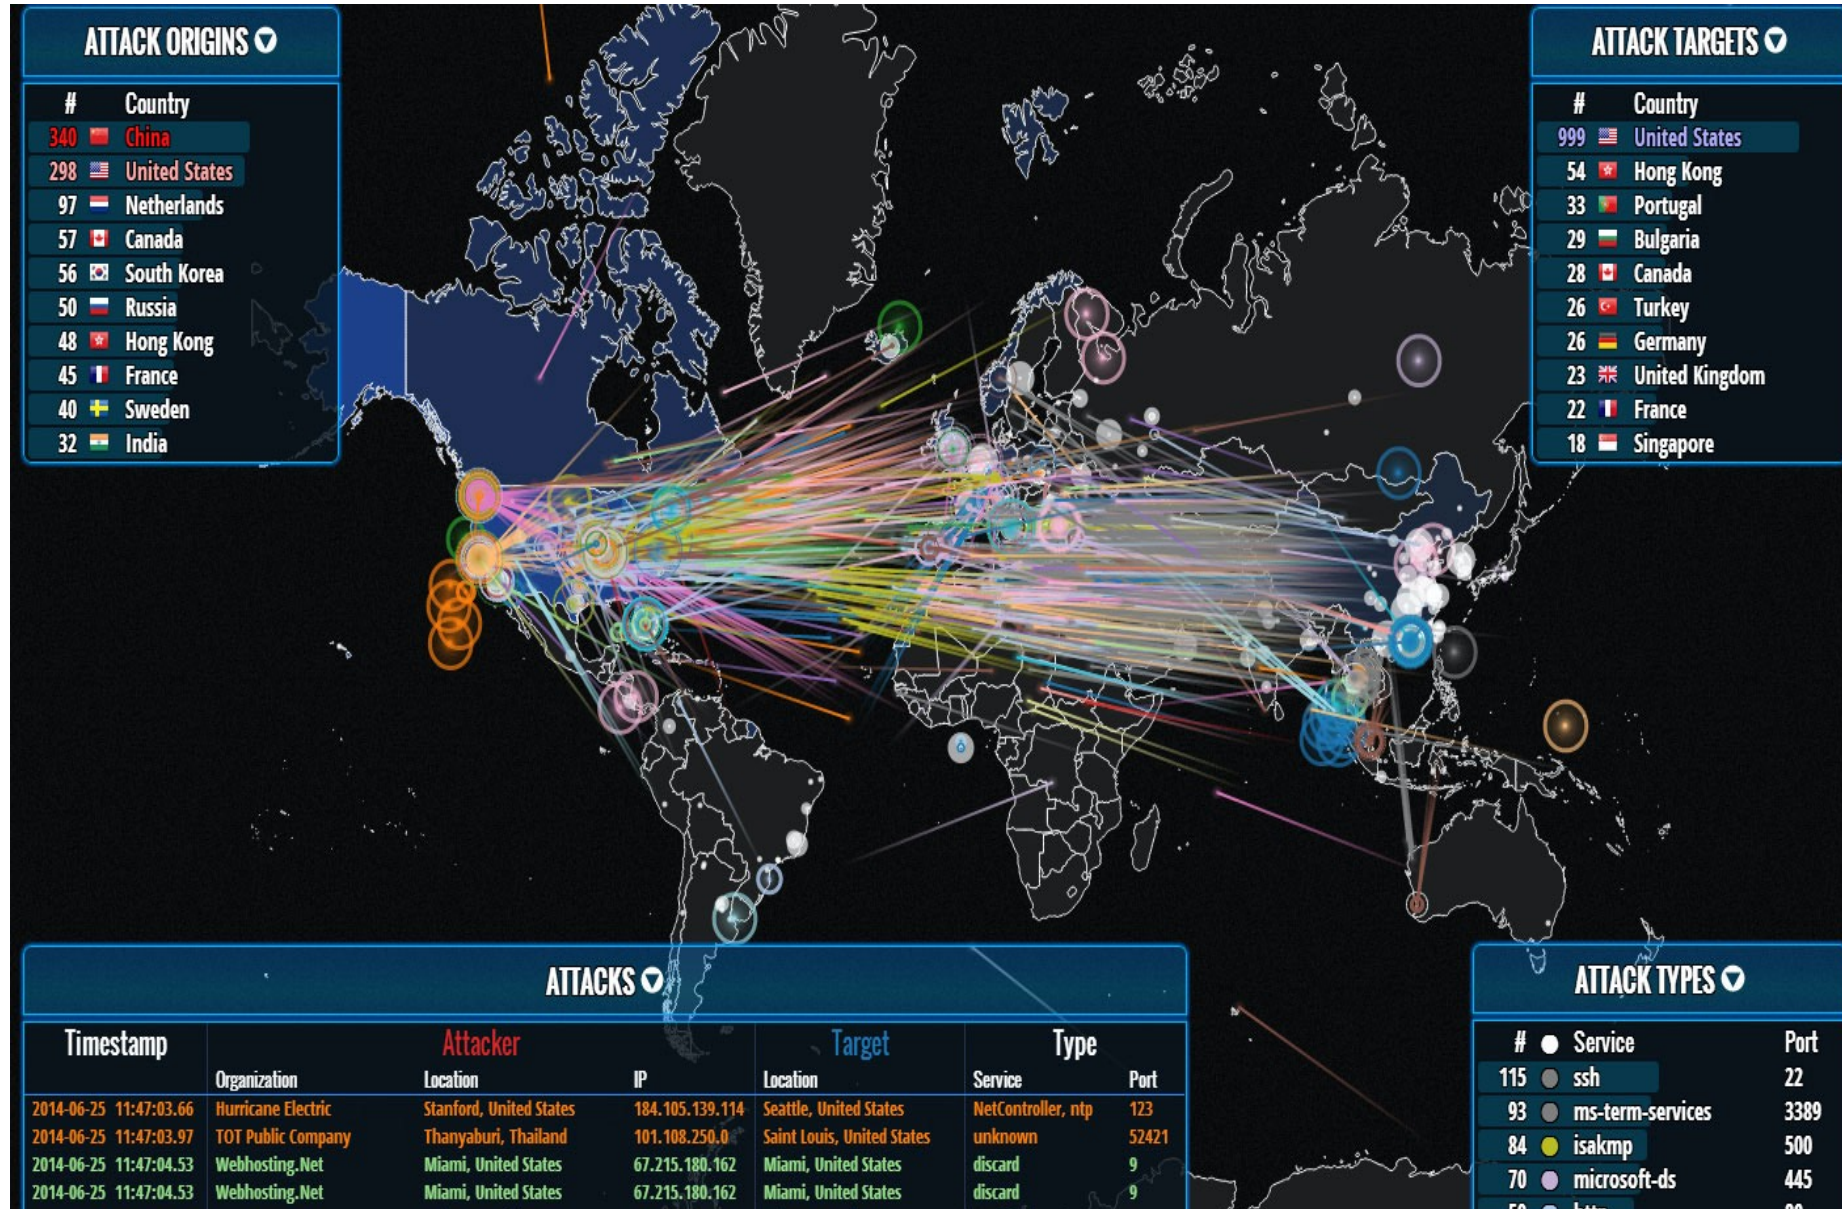 ATTACK ORIGINS
# Country
340 China
298 United States
97 Netherlands
57 Canada
56 South Korea
50 Russia
48 Hong Kong
45 France
40 Sweden
32 India
ATTACK TARGETS
# Country
999 United States
54 Hong Kong
33 Portugal
29 Bulgaria
28 Canada
26 Turkey
26 Germany
23 United Kingdom
22 France
18 Singapore
ATTACKS
Timestamp Attacker Target Type
Organization Location IP Location Service Port
2014-06-25 11:47:03.66 Hurricane Electric Stanford, United States 184.105.139.114 Seattle, United States NetController, ntp 123
2014-06-25 11:47:03.97 TOT Public Company Thanyaburi, Thailand 101.108.250.0 Saint Louis, United States unknown 52421
2014-06-25 11:47:04.53 Webhosting.Net Miami, United States 67.215.180.162 Miami, United States discard 9
2014-06-25 11:47:04.53 Webhosting.Net Miami, United States 67.215.180.162 Miami, United States discard 9
ATTACK TYPES
# Service Port
115 ssh 22
93 ms-term-services 3389
84 isakmp 500
70 microsoft-ds 445